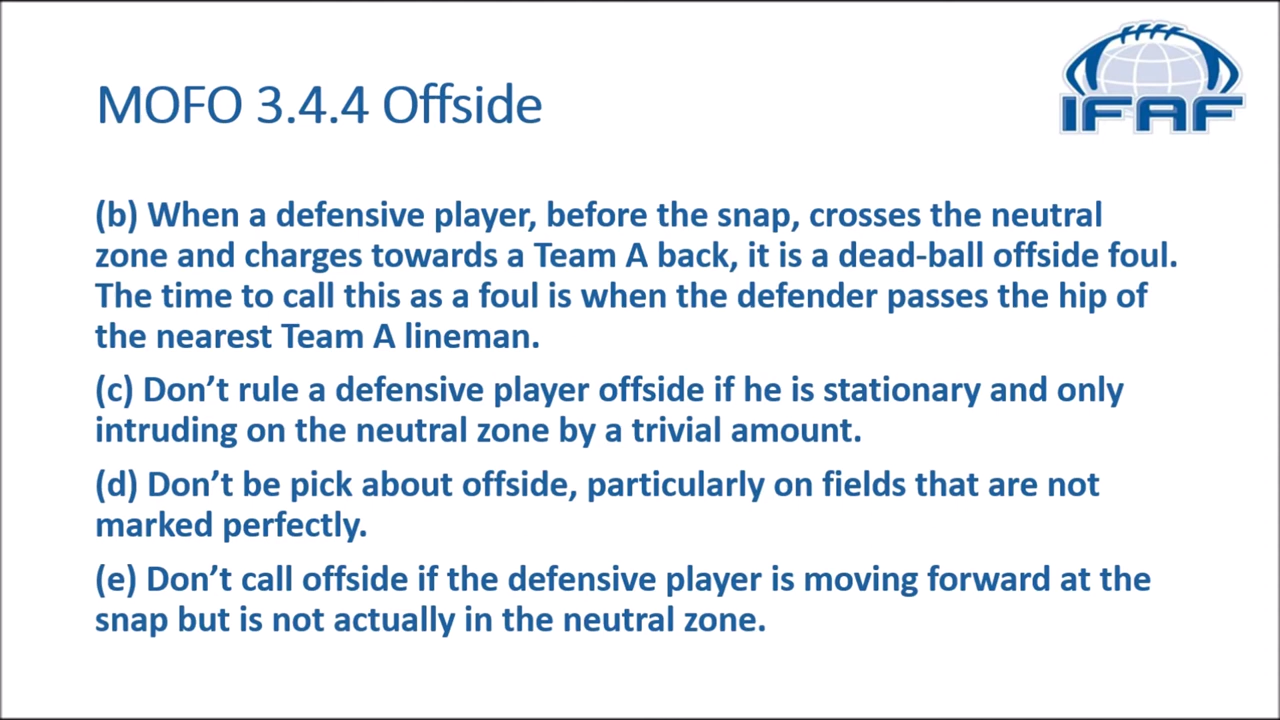 MOFO 3.4.4 Offside
IFAF
(b) When a defensive player, before the snap, crosses the neutral
zone and charges towards a Team A back, it is a dead-ball offside foul.
The time to call this as a foul is when the defender passes the hip of
the nearest Team A lineman.
(c) Don’t rule a defensive player offside if he is stationary and only
intruding on the neutral zone by a trivial amount.
(d) Don’t be pick about offside, particularly on fields that are not
marked perfectly.
(e) Don’t call offside if the defensive player is moving forward at the
snap but is not actually in the neutral zone.